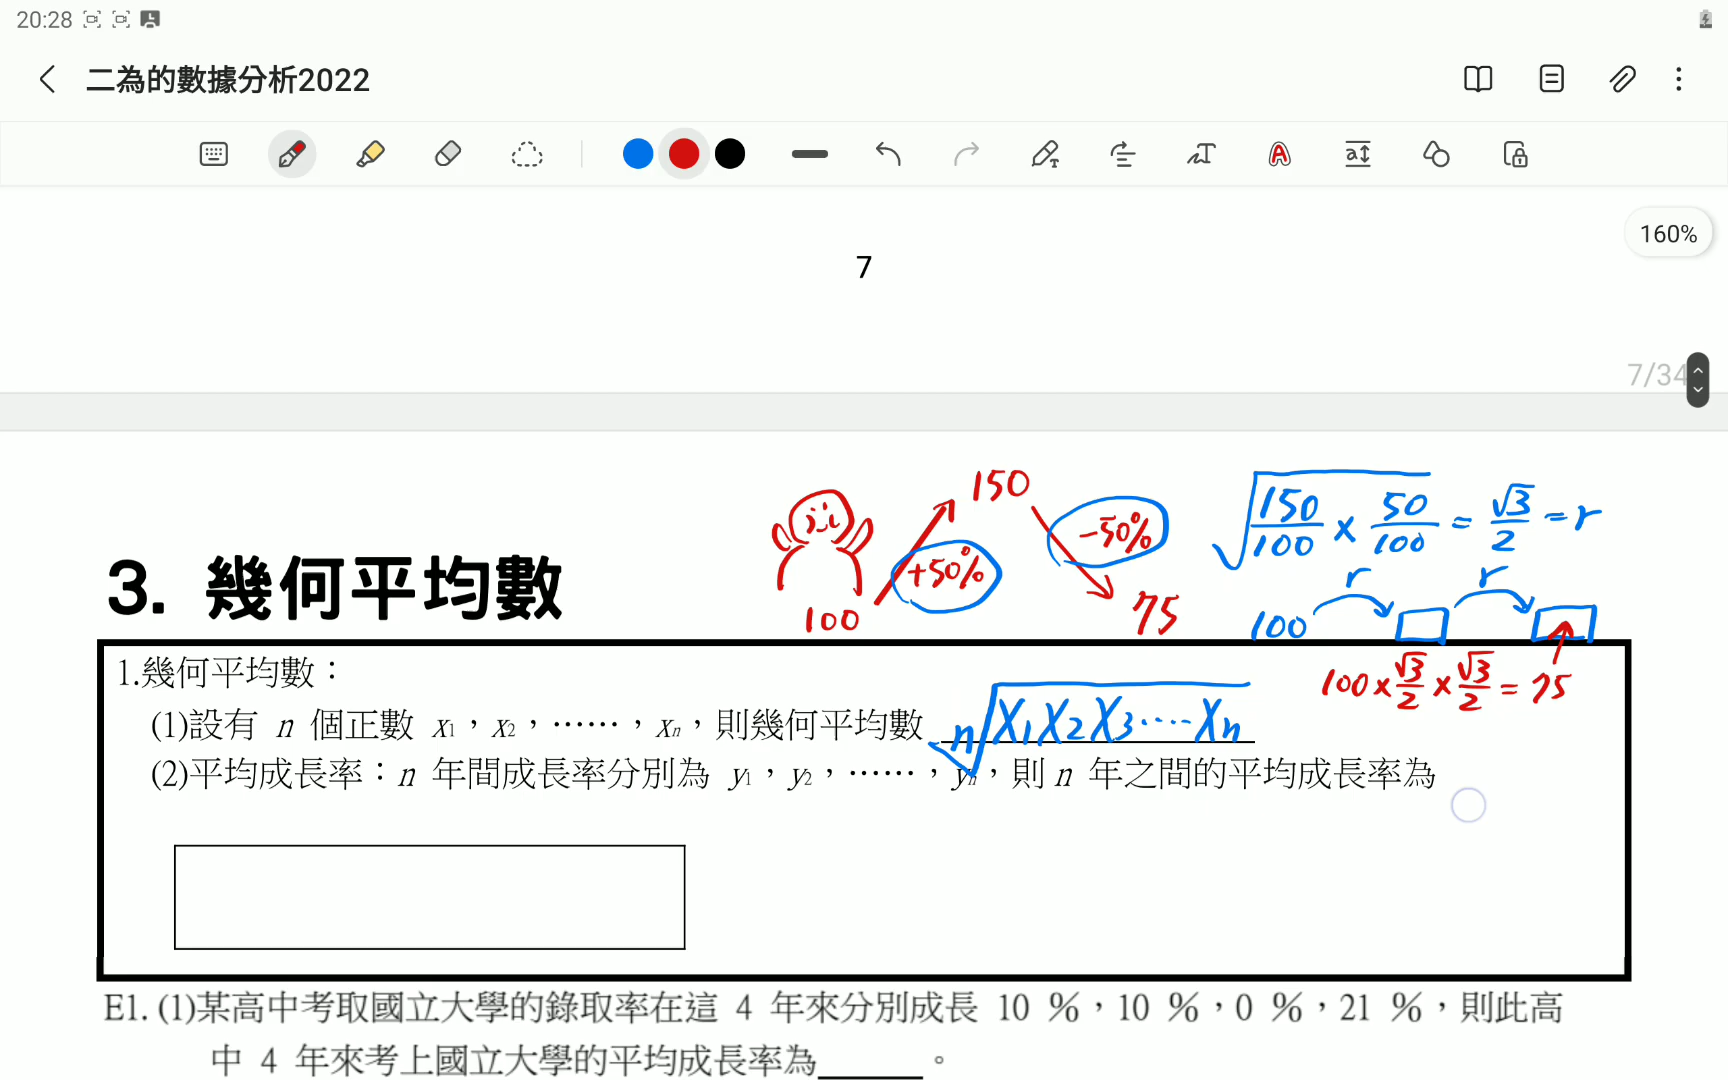 20:28
二為的數據分析2022
160%
7
7/34
3. 幾何平均數
100 +50% 150 -50% 75
√(150/100 × 50/100) = √3/2 = r
100 r r
100×√3/2×√3/2 = 75
1.幾何平均數：
(1)設有 n 個正數 x₁，x₂，……，xₙ，則幾何平均數 ⁿ√X₁X₂X₃····Xₙ
(2)平均成長率：n 年間成長率分別為 y₁，y₂，……，yₙ，則 n 年之間的平均成長率為
E1. (1)某高中考取國立大學的錄取率在這 4 年來分別成長 10 %，10 %，0 %，21 %，則此高
中 4 年來考上國立大學的平均成長率為______。